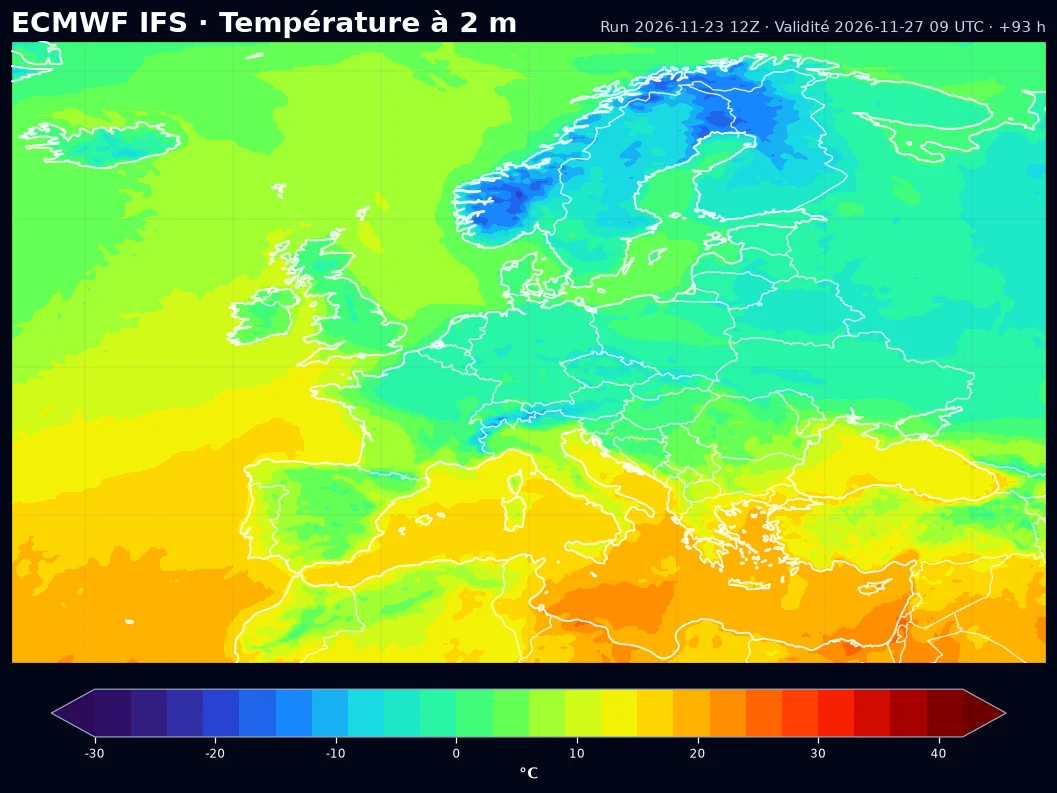 ECMWF IFS · Température à 2 m
Run 2026-11-23 12Z · Validité 2026-11-27 09 UTC · +93 h
-30 -20 -10 0 10 20 30 40
°C